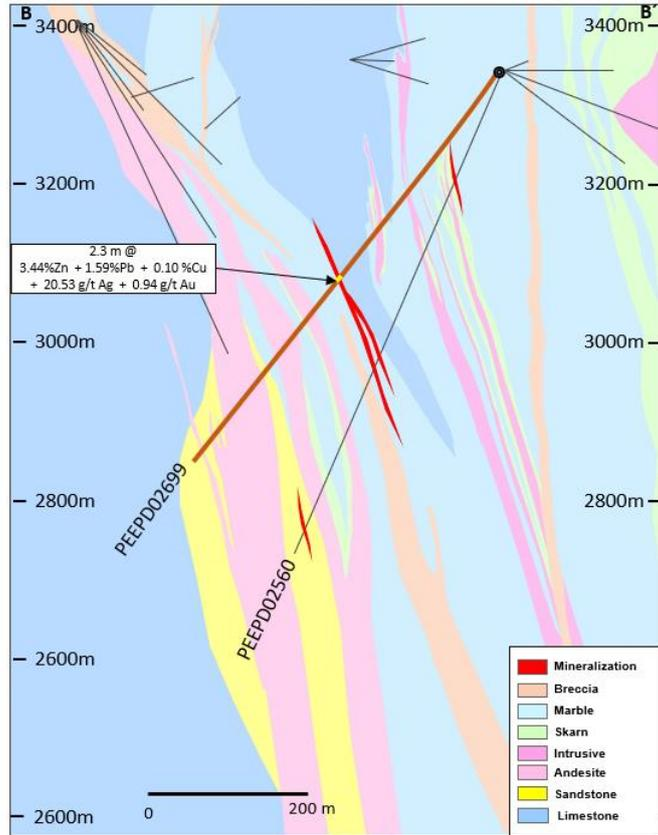 B
B'
3400m
3400m
3200m
3200m
2.3 m @
3.44%Zn + 1.59%Pb + 0.10 %Cu
+ 20.53 g/t Ag + 0.94 g/t Au
3000m
3000m
2800m
2800m
PEEPD02699
PEEPD02560
2600m
2600m
0
200 m
Mineralization
Breccia
Marble
Skarn
Intrusive
Andesite
Sandstone
Limestone